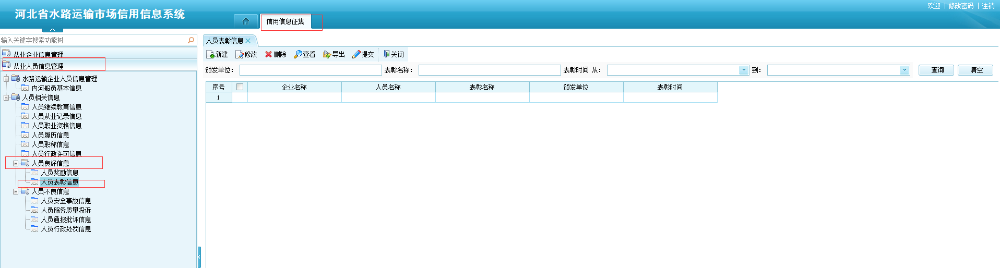 欢迎 | 修改密码 | 注销
河北省水路运输市场信用信息系统
信用信息征集
输入关键字搜索功能树
从业企业信息管理
从业人员信息管理
水路运输企业人员信息管理
内河船员基本信息
人员相关信息
人员继续教育信息
人员从业记录信息
人员职业资格信息
人员履历信息
人员职称信息
人员行政许可信息
人员良好信息
人员奖励信息
人员表彰信息
人员不良信息
人员安全事故信息
人员服务质量投诉
人员通报批评信息
人员行政处罚信息
人员表彰信息
新建 修改 删除 查看 导出 提交 关闭
颁发单位： 表彰名称： 表彰时间 从： 到： 查询 清空
序号 企业名称 人员名称 表彰名称 颁发单位 表彰时间
1